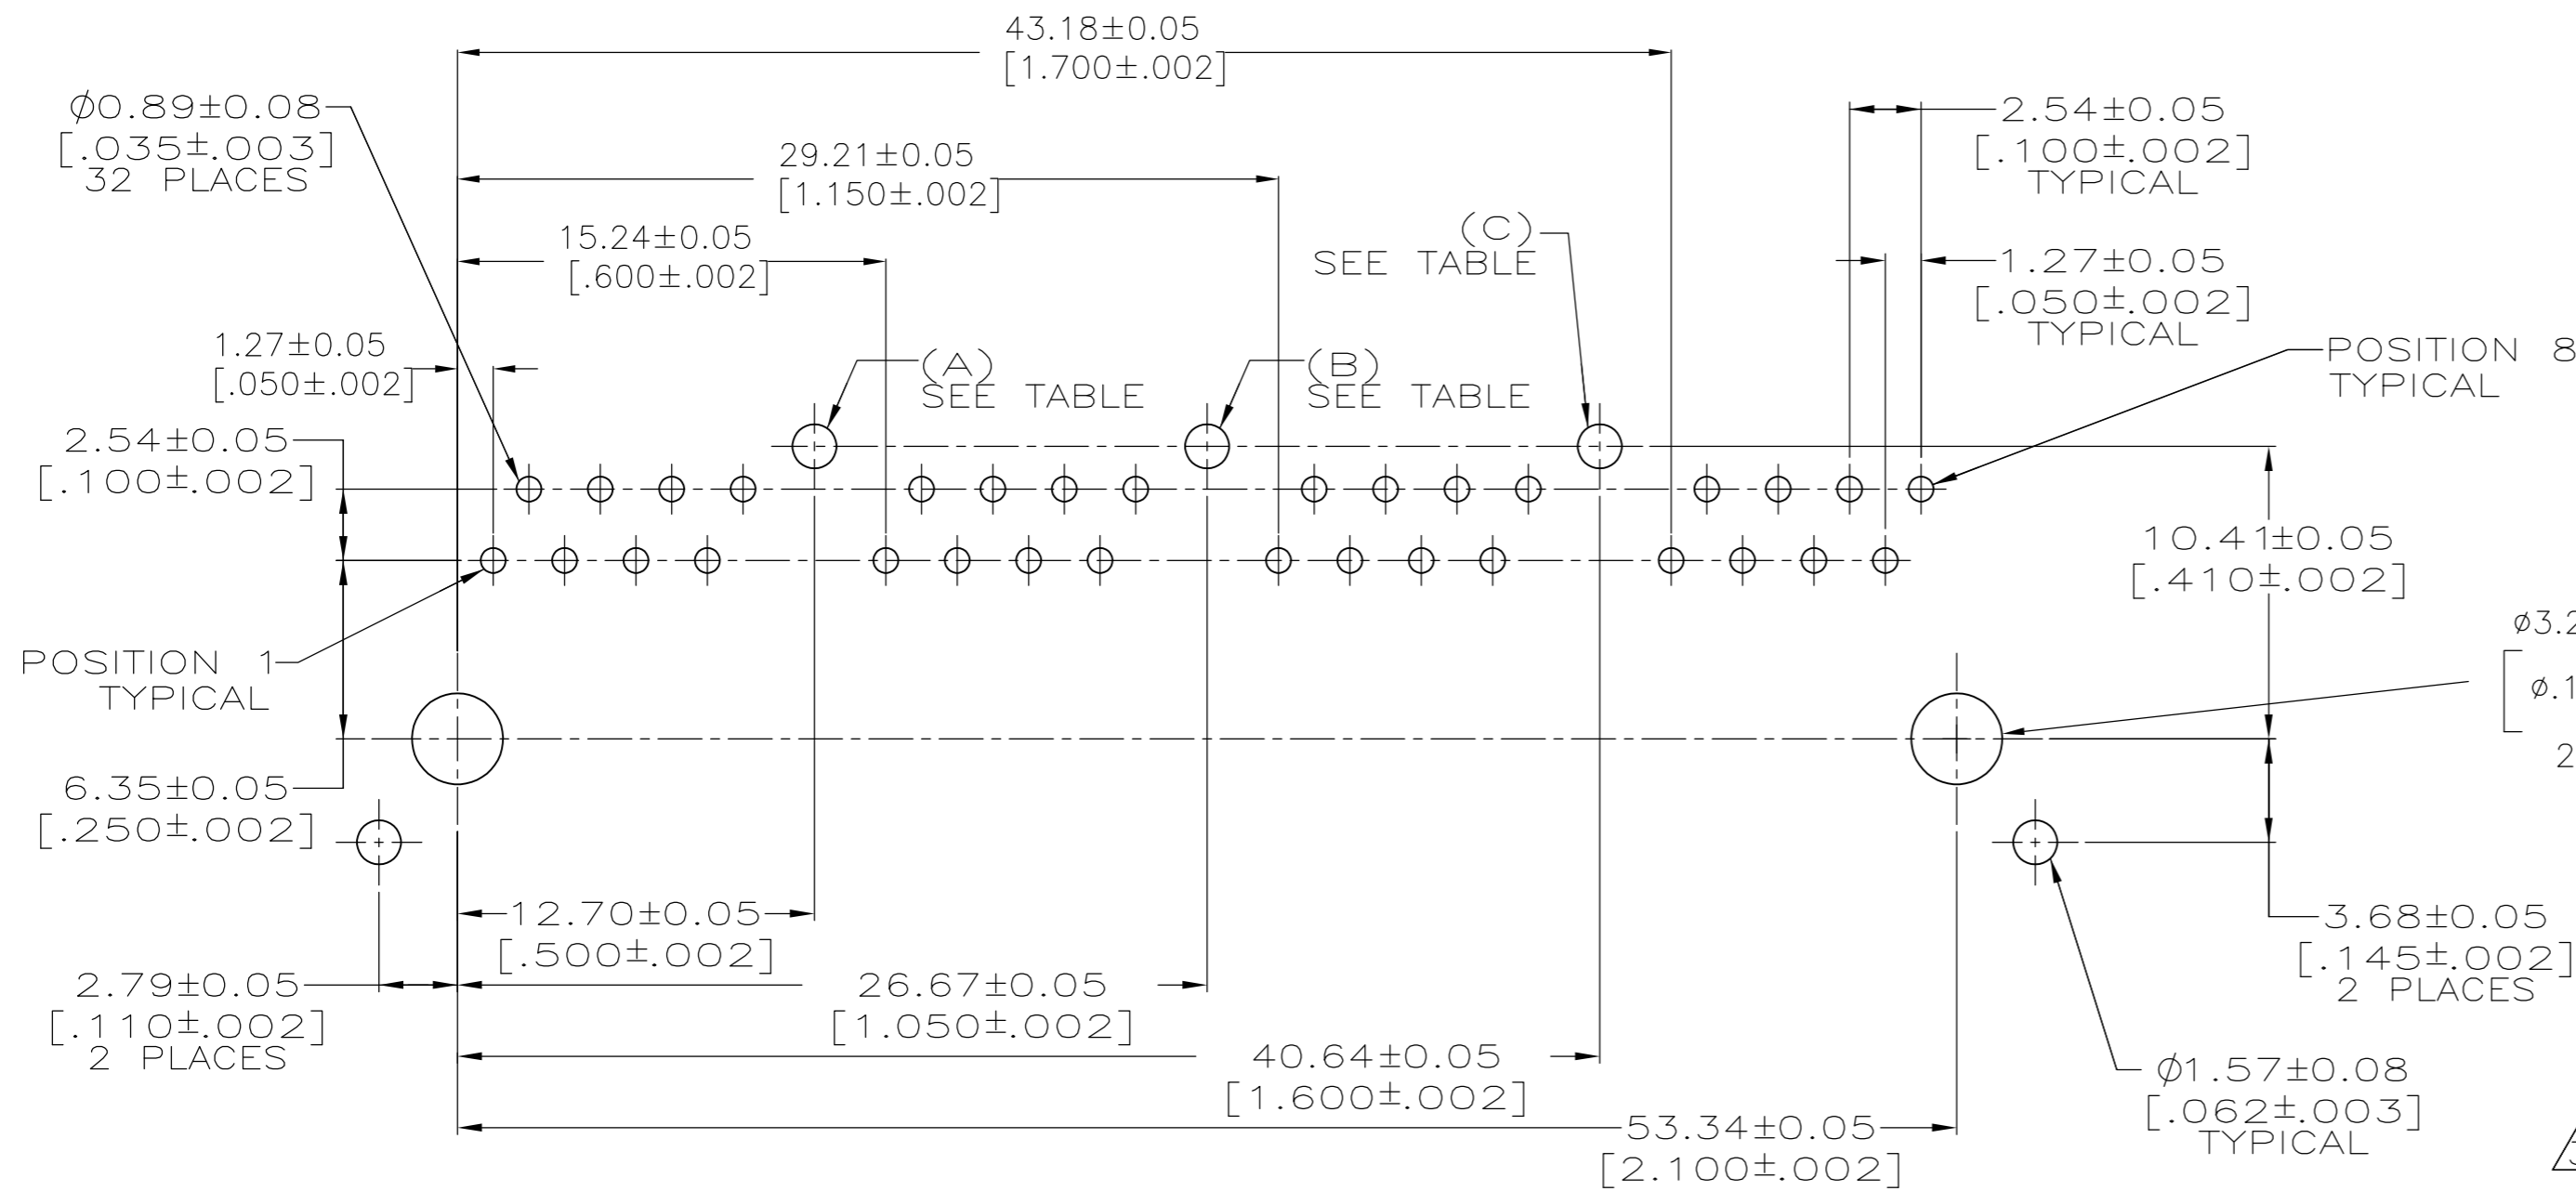 43.18±0.05
[1.700±.002]
⌀0.89±0.08
[.035±.003]
32 PLACES
2.54±0.05
[.100±.002]
TYPICAL
29.21±0.05
[1.150±.002]
(C)
SEE TABLE
15.24±0.05
[.600±.002]
1.27±0.05
[.050±.002]
TYPICAL
1.27±0.05
[.050±.002]
(A)
SEE TABLE
(B)
SEE TABLE
POSITION 8
TYPICAL
2.54±0.05
[.100±.002]
10.41±0.05
[.410±.002]
POSITION 1
TYPICAL
⌀3.2
⌀.1
2
6.35±0.05
[.250±.002]
12.70±0.05
[.500±.002]
3.68±0.05
[.145±.002]
2 PLACES
2.79±0.05
[.110±.002]
2 PLACES
26.67±0.05
[1.050±.002]
40.64±0.05
[1.600±.002]
⌀1.57±0.08
[.062±.003]
TYPICAL
53.34±0.05
[2.100±.002]